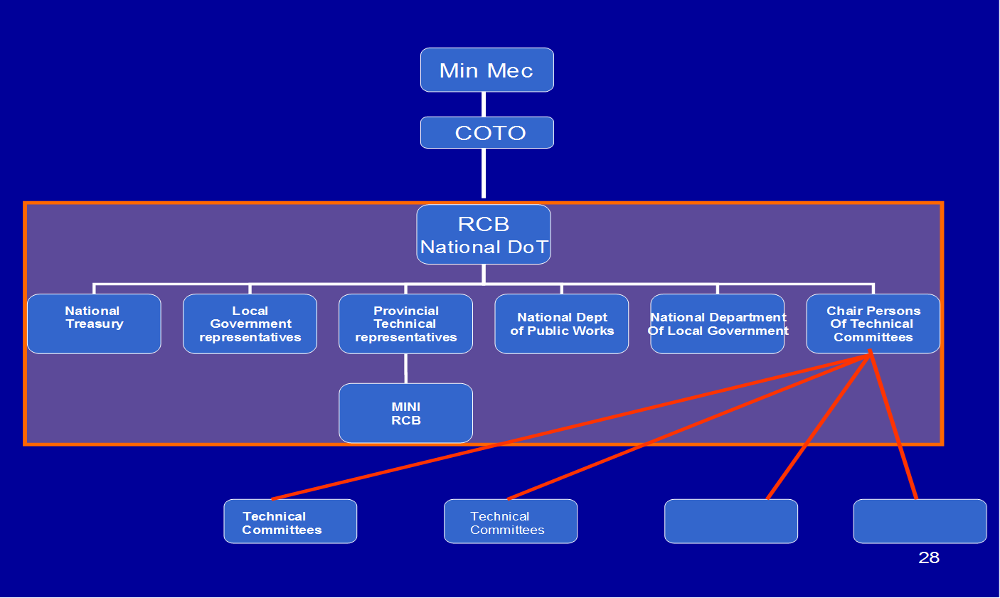 Min Mec
COTO
RCB
National DoT
National
Treasury
Local
Government
representatives
Provincial
Technical
representatives
National Dept
of Public Works
National Department
Of Local Government
Chair Persons
Of Technical
Committees
MINI
RCB
Technical
Committees
Technical
Committees
28